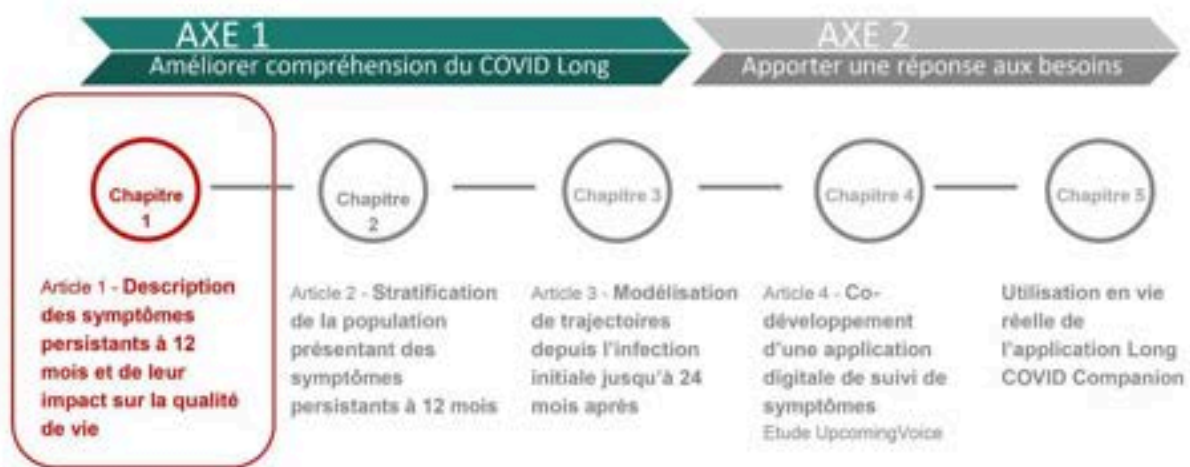 AXE 1
Améliorer compréhension du COVID Long
AXE 2
Apporter une réponse aux besoins
Chapitre
1
Chapitre
2
Chapitre 3
Chapitre 4
Chapitre 5
Article 1 - Description
des symptômes
persistants à 12
mois et de leur
impact sur la qualité
de vie
Article 2 - Stratification
de la population
présentant des
symptômes
persistants à 12 mois
Article 3 - Modélisation
de trajectoires
depuis l'infection
initiale jusqu'à 24
mois après
Article 4 - Co-
développement
d'une application
digitale de suivi de
symptômes
Etude UpcomingVoice
Utilisation en vie
réelle de
l'application Long
COVID Companion